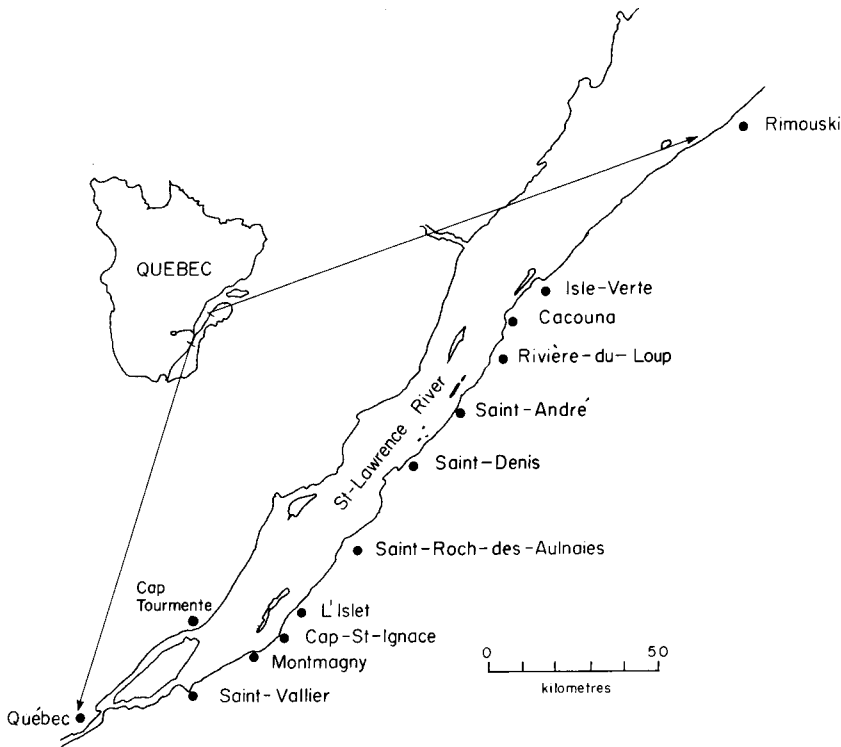 Rimouski
QUEBEC
Isle-Verte
Cacouna
Rivière-du-Loup
Saint-André
St-Lawrence River
Saint-Denis
Saint-Roch-des-Aulnaies
Cap
Tourmente
L'Islet
Cap-St-Ignace
Montmagny
0 50
kilometres
Saint-Vallier
Québec